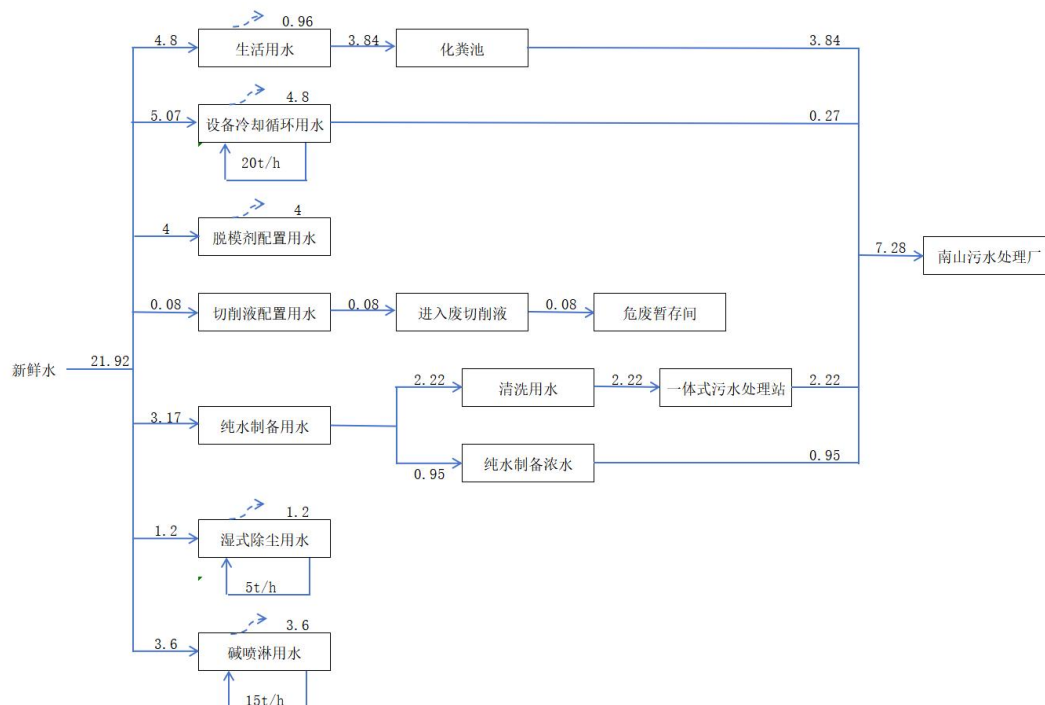 0.96
4.8
生活用水
3.84
化粪池
3.84
4.8
5.07
设备冷却循环用水
0.27
20t/h
4
4
脱模剂配置用水
7.28
南山污水处理厂
0.08
切削液配置用水
0.08
进入废切削液
0.08
危废暂存间
新鲜水
21.92
2.22
清洗用水
2.22
一体式污水处理站
2.22
3.17
纯水制备用水
0.95
纯水制备浓水
0.95
1.2
1.2
湿式除尘用水
5t/h
3.6
3.6
碱喷淋用水
15t/h